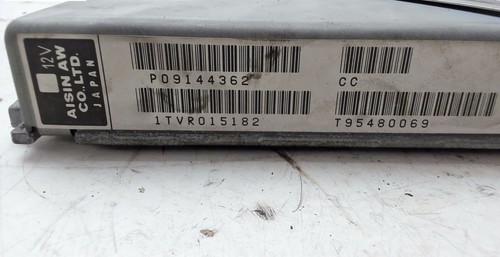 12V
AISIN AW
CO., LTD.
JAPAN
P09144362
CC
1TVR015182
T95480069